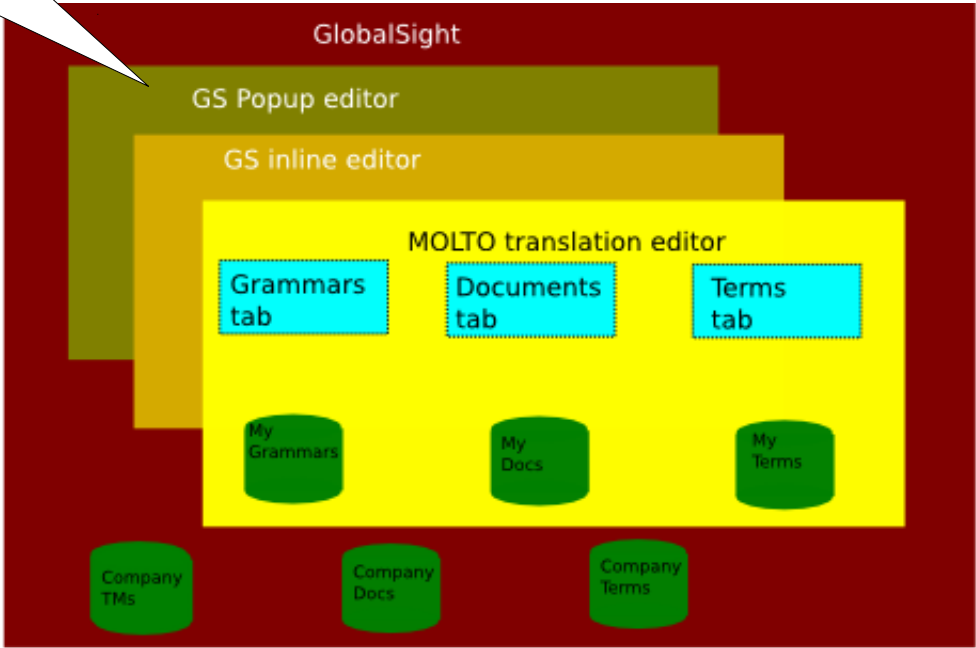 GlobalSight
GS Popup editor
GS inline editor
MOLTO translation editor
Grammars
tab
Documents
tab
Terms
tab
My
Grammars
My
Docs
My
Terms
Company
TMs
Company
Docs
Company
Terms